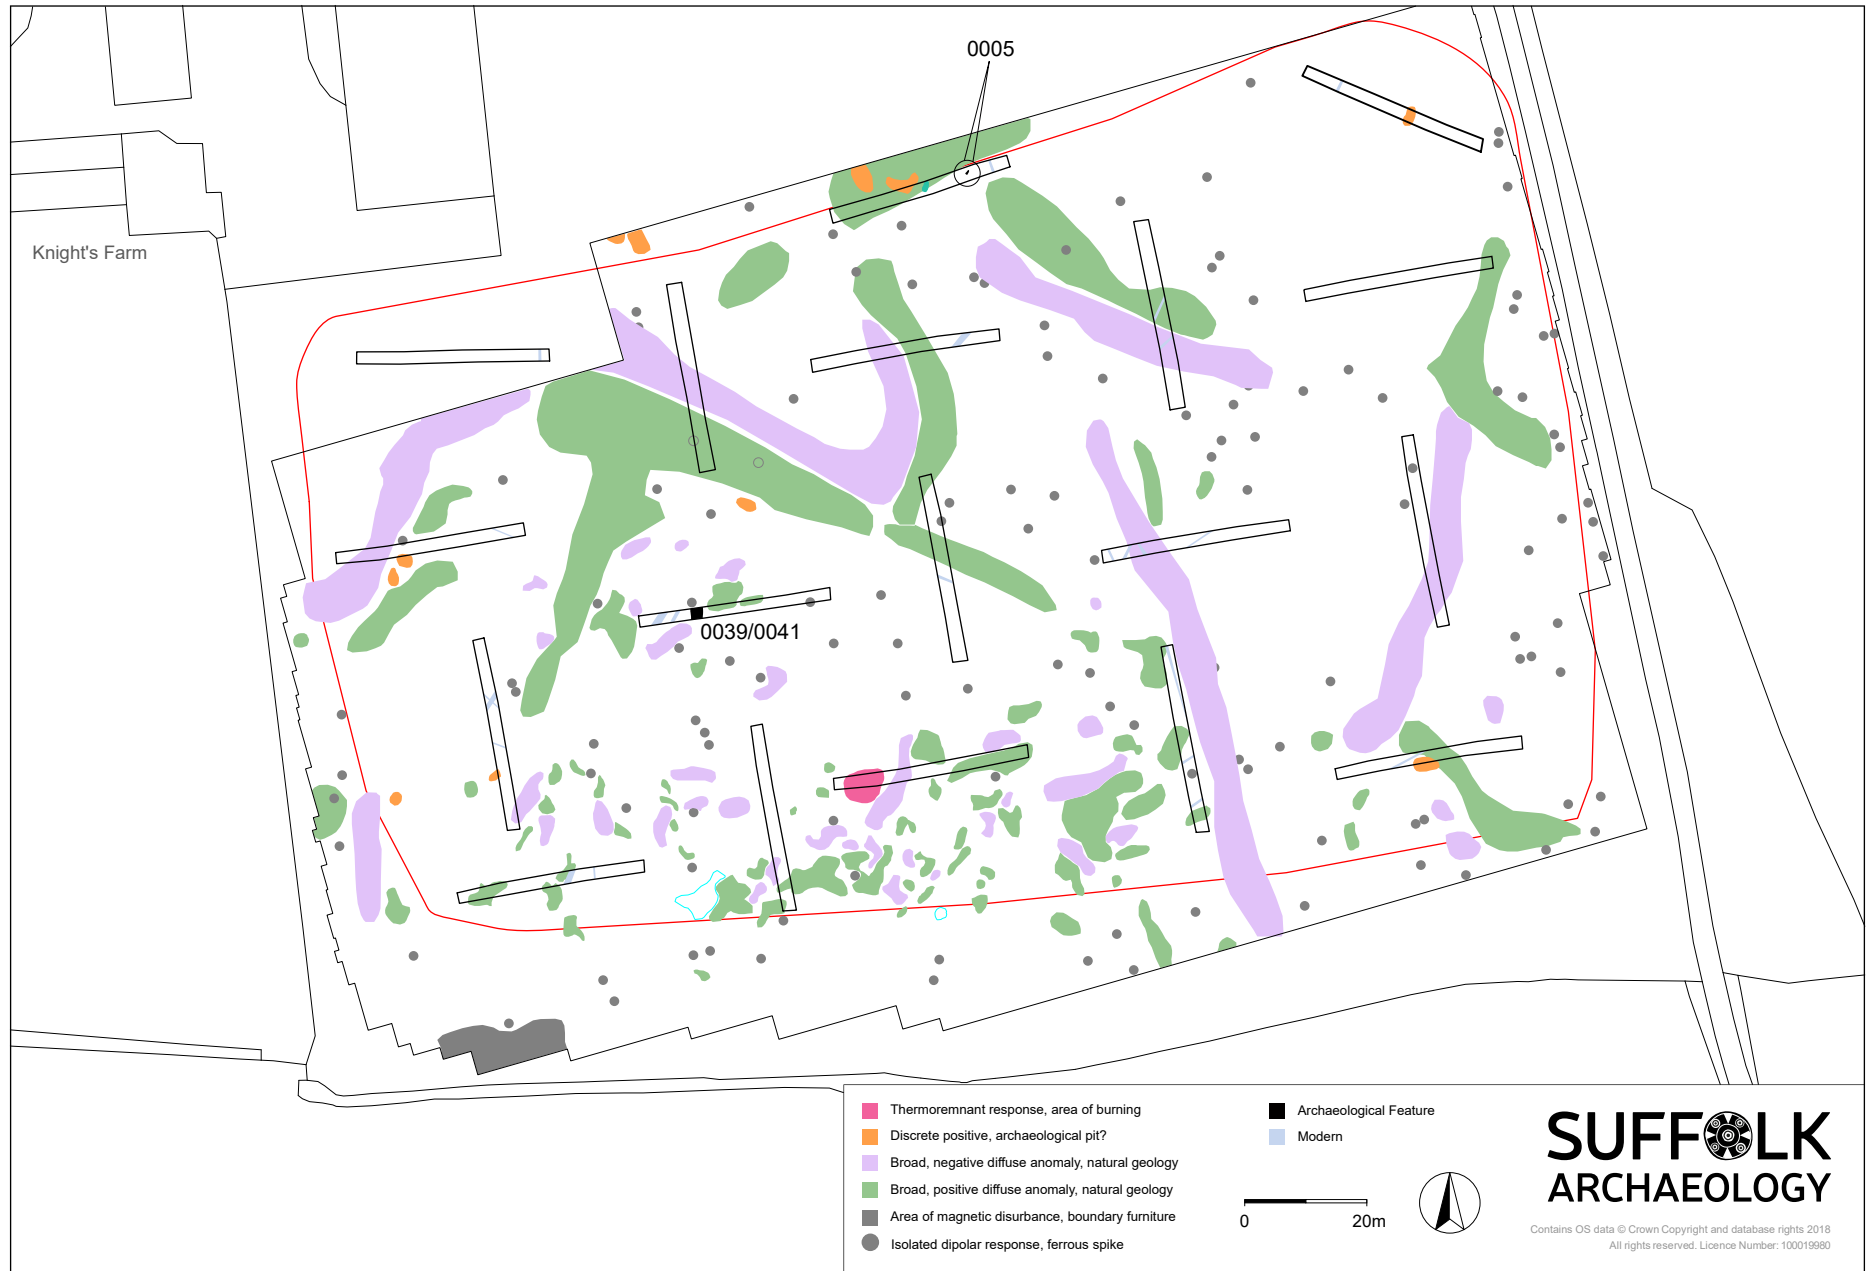 0005
Knight's Farm
0039/0041
Thermoremnant response, area of burning
Discrete positive, archaeological pit?
Broad, negative diffuse anomaly, natural geology
Broad, positive diffuse anomaly, natural geology
Area of magnetic disurbance, boundary furniture
Isolated dipolar response, ferrous spike
Archaeological Feature
Modern
0 20m
SUFFOLK
ARCHAEOLOGY
Contains OS data © Crown Copyright and database rights 2018
All rights reserved. Licence Number: 100019980